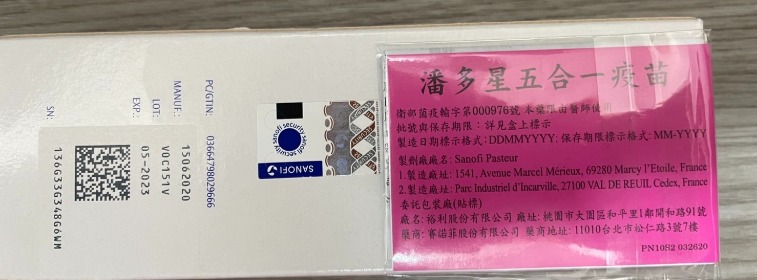 PC/GTIN: 03664798029666
MANUF.: 15062020
LOT: V0C151V
EXP.: 05-2023
SN: 136G33G348G6WM
sanofi security sanofi security
SANOFI
潘多星五合一疫苗
衛部菌疫輸字第000976號 本藥限由醫師使用
批號與保存期限：詳見盒上標示
製造日期標示格式:DDMMYYYY; 保存期限標示格式: MM-YYYY
製劑廠廠名: Sanofi Pasteur
1.製造廠址: 1541, Avenue Marcel Mérieux, 69280 Marcy l'Etoile, France
2.製造廠址: Parc Industriel d'Incarville, 27100 VAL DE REUIL Cedex, France
委託包裝廠(貼標)
廠名: 裕利股份有限公司 廠址: 桃園市大園區和平里1鄰開和路91號
藥商: 賽諾菲股份有限公司 藥商地址: 11010台北市松仁路3號7樓
PN10S2 032620